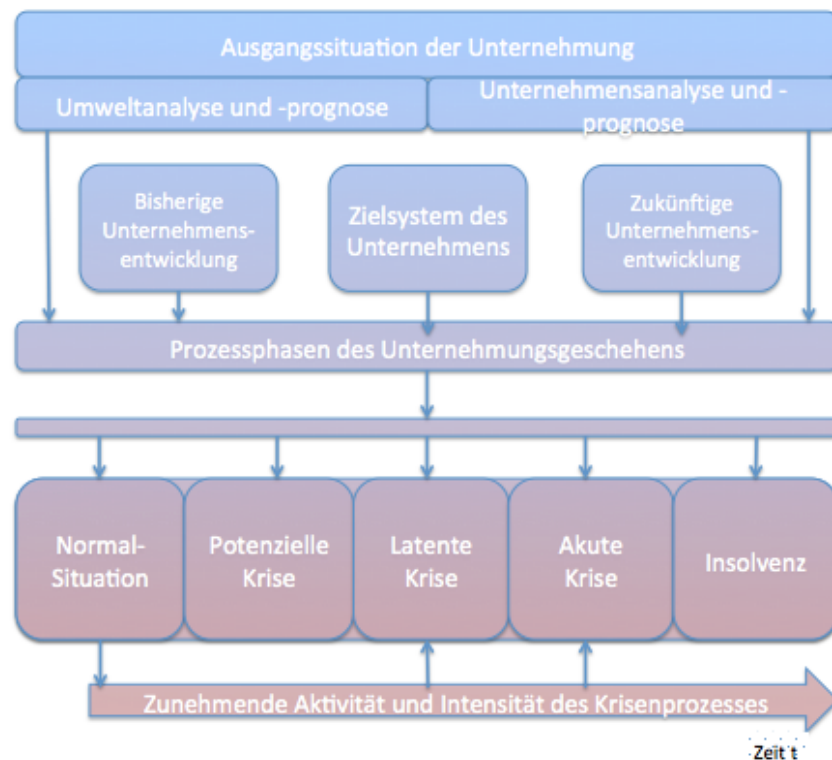 Ausgangssituation der Unternehmung
Umweltanalyse und -prognose
Unternehmensanalyse und -
prognose
Bisherige
Unternehmens-
entwicklung
Zielsystem des
Unternehmens
Zukünftige
Unternehmens-
entwicklung
Prozessphasen des Unternehmungsgeschehens
Normal-
Situation
Potenzielle
Krise
Latente
Krise
Akute
Krise
Insolvenz
Zunehmende Aktivität und Intensität des Krisenprozesses
Zeit t